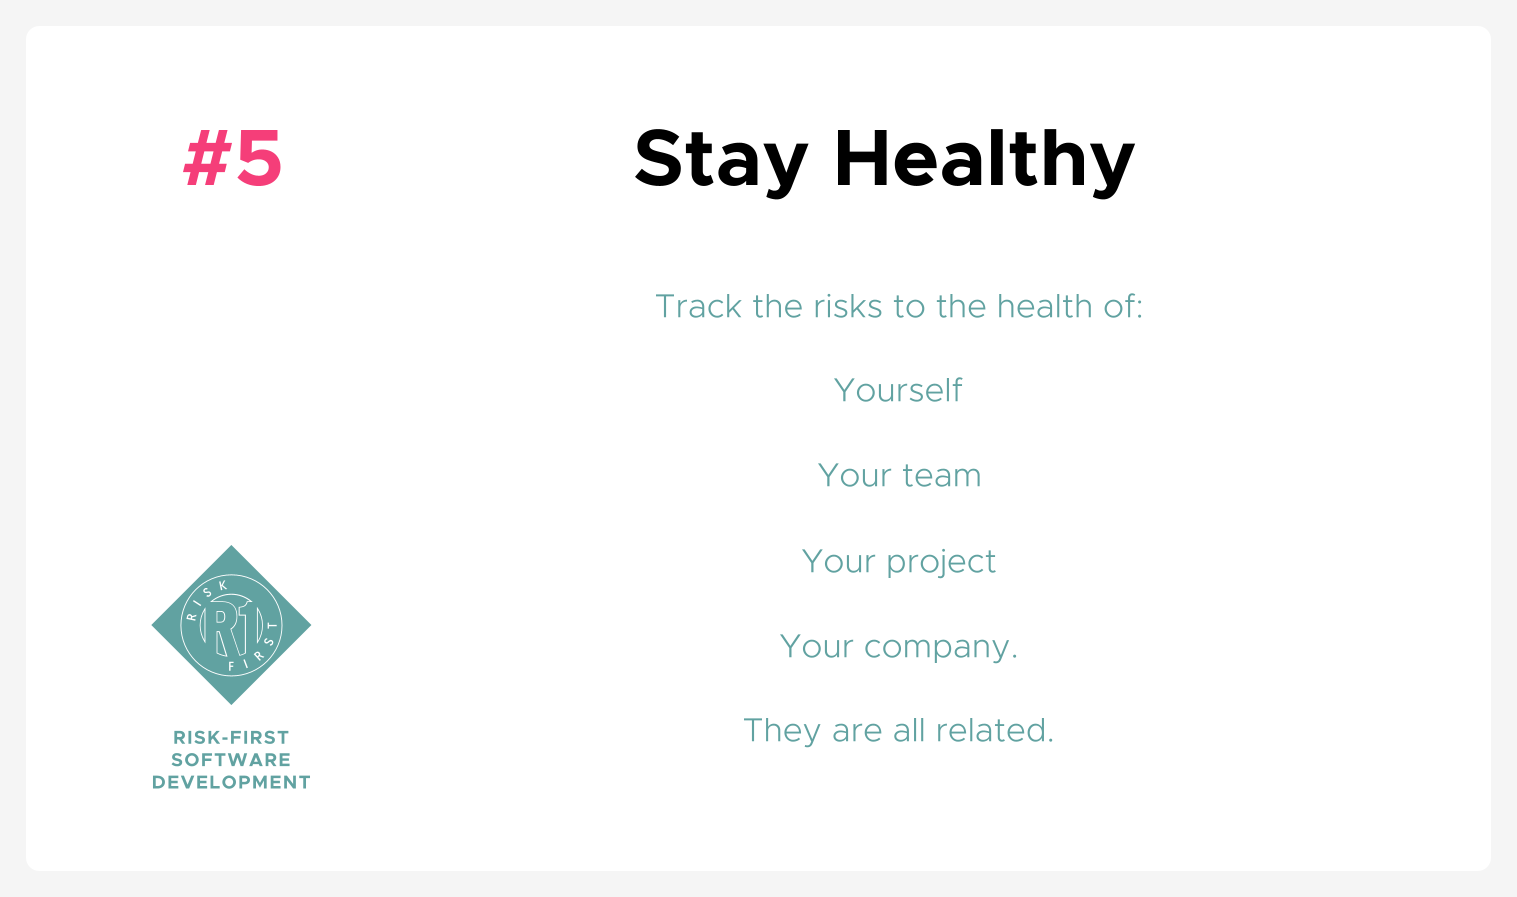 #5
Stay Healthy
Track the risks to the health of:
Yourself
Your team
Your project
Your company.
They are all related.
RISK
R1
FIRST
RISK-FIRST
SOFTWARE
DEVELOPMENT